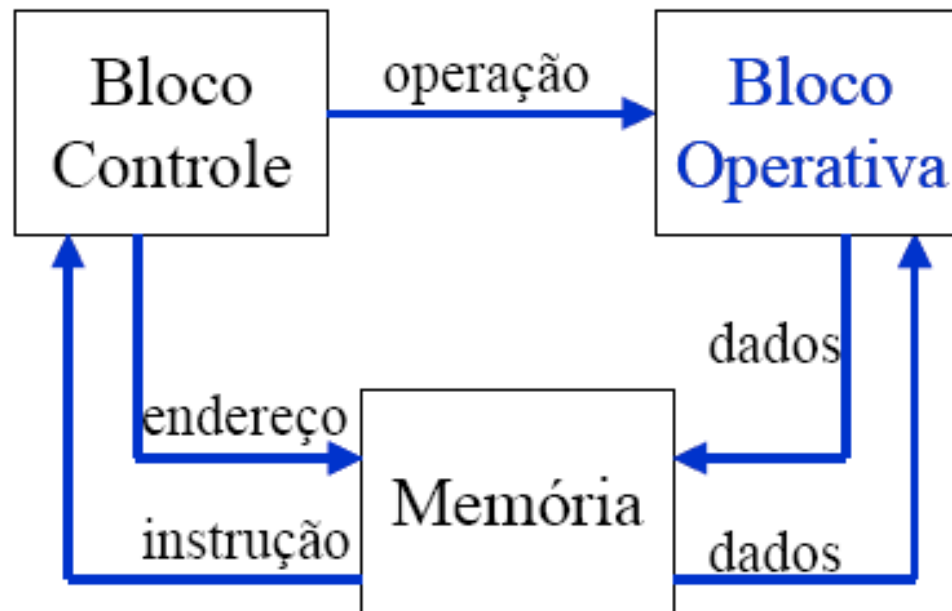 Bloco
Controle
operação
Bloco
Operativa
dados
endereço
Memória
instrução
dados